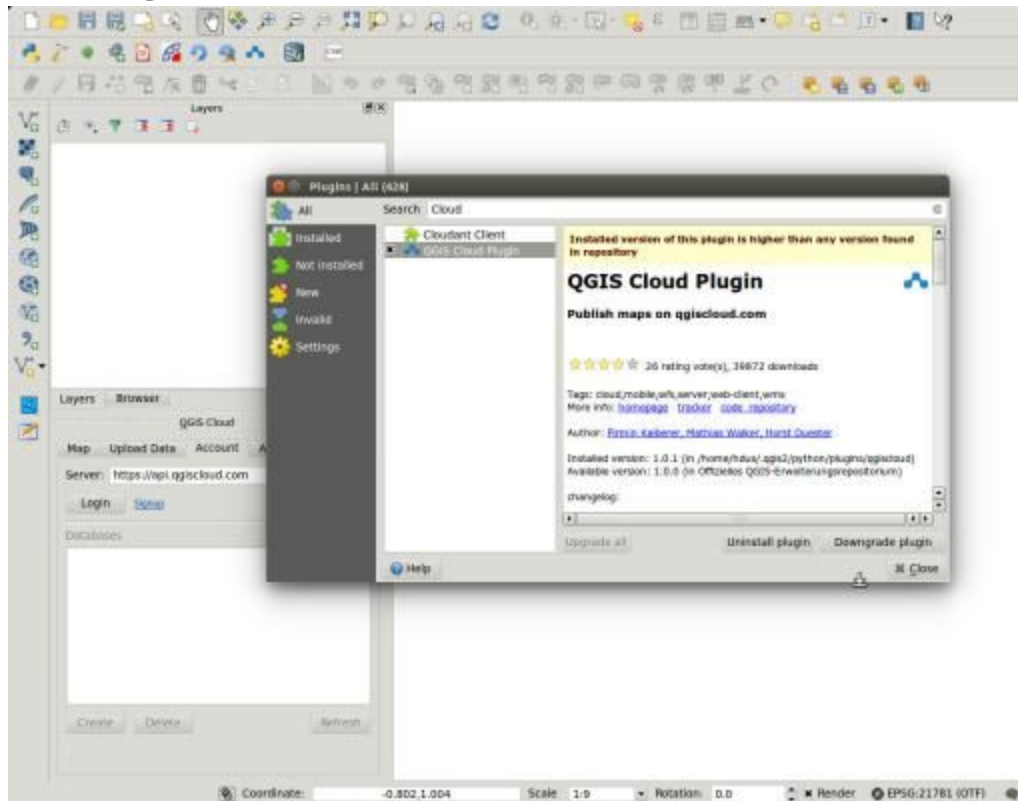 Layers
Plugins | All (428)
All
Search Cloud
Installed
Not installed
New
Invalid
Settings
Cloudant Client
QGIS Cloud Plugin
Installed version of this plugin is higher than any version found
in repository
QGIS Cloud Plugin
Publish maps on qgiscloud.com
26 rating vote(s), 39872 downloads
Tags: cloud,mobile,wfs,server,web-client,wms
More info: homepage tracker code_repository
Author: Pirmin Kalberer, Mathias Walker, Horst Duester
Installed version: 1.0.1 (in /home/hdus/.qgis2/python/plugins/qgiscloud)
Available version: 1.0.0 (in Offizielles QGIS-Erweiterungsrepositorium)
changelog:
Upgrade all
Uninstall plugin
Downgrade plugin
Help
Close
Layers Browser
QGIS Cloud
Map Upload Data Account A
Server: https://api.qgiscloud.com
Login Signup
Databases
Create Delete Refresh
Coordinate: -0.802,1.004 Scale 1:9 Rotation: 0.0 Render EPSG:21781 (OTF)